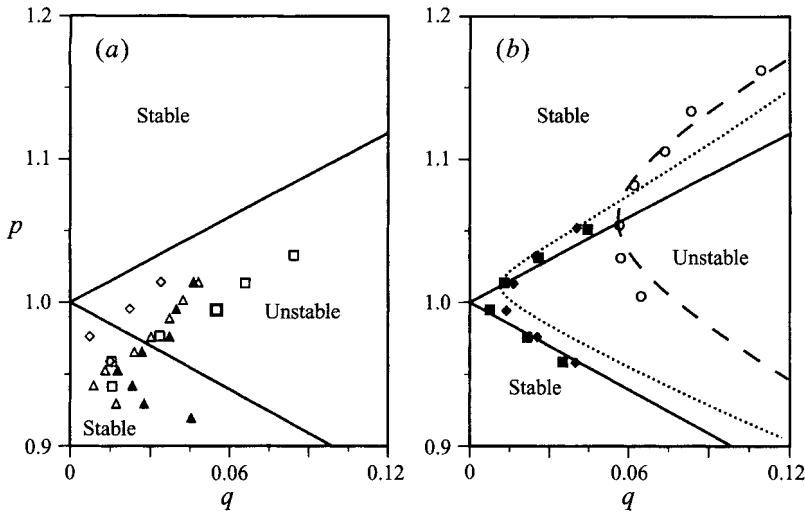 (a)
1.2
1.1
1.0
0.9
p
Stable
Unstable
Stable
0
0.06
0.12
q
(b)
1.2
1.1
1.0
0.9
Stable
Unstable
Stable
0
0.06
0.12
q